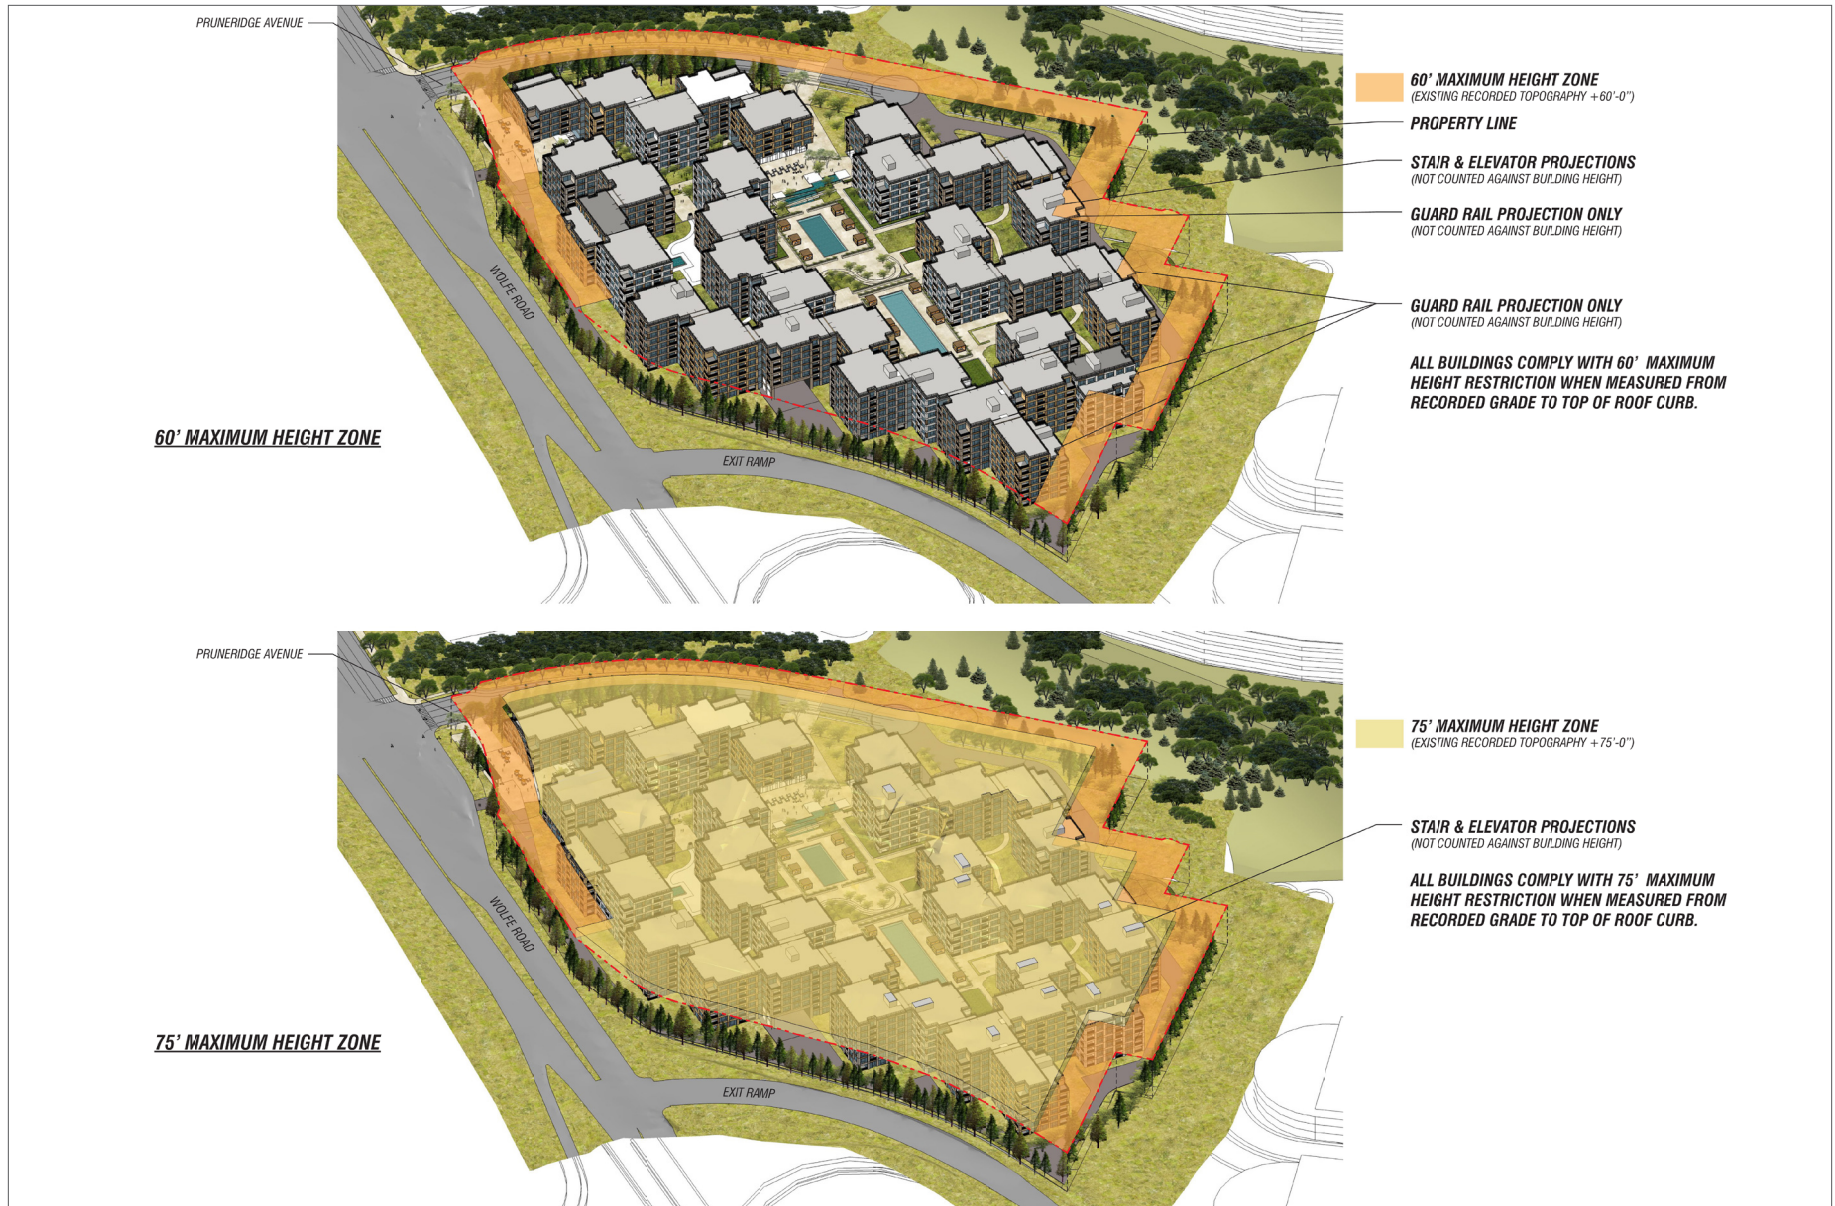 PRUNERIDGE AVENUE
60' MAXIMUM HEIGHT ZONE
(EXISTING RECORDED TOPOGRAPHY +60'-0")
PROPERTY LINE
STAIR & ELEVATOR PROJECTIONS
(NOT COUNTED AGAINST BUILDING HEIGHT)
GUARD RAIL PROJECTION ONLY
(NOT COUNTED AGAINST BUILDING HEIGHT)
WOLFE ROAD
GUARD RAIL PROJECTION ONLY
(NOT COUNTED AGAINST BUILDING HEIGHT)
ALL BUILDINGS COMPLY WITH 60' MAXIMUM
HEIGHT RESTRICTION WHEN MEASURED FROM
RECORDED GRADE TO TOP OF ROOF CURB.
60' MAXIMUM HEIGHT ZONE
EXIT RAMP
PRUNERIDGE AVENUE
75' MAXIMUM HEIGHT ZONE
(EXISTING RECORDED TOPOGRAPHY +75'-0")
STAIR & ELEVATOR PROJECTIONS
(NOT COUNTED AGAINST BUILDING HEIGHT)
ALL BUILDINGS COMPLY WITH 75' MAXIMUM
HEIGHT RESTRICTION WHEN MEASURED FROM
RECORDED GRADE TO TOP OF ROOF CURB.
WOLFE ROAD
75' MAXIMUM HEIGHT ZONE
EXIT RAMP